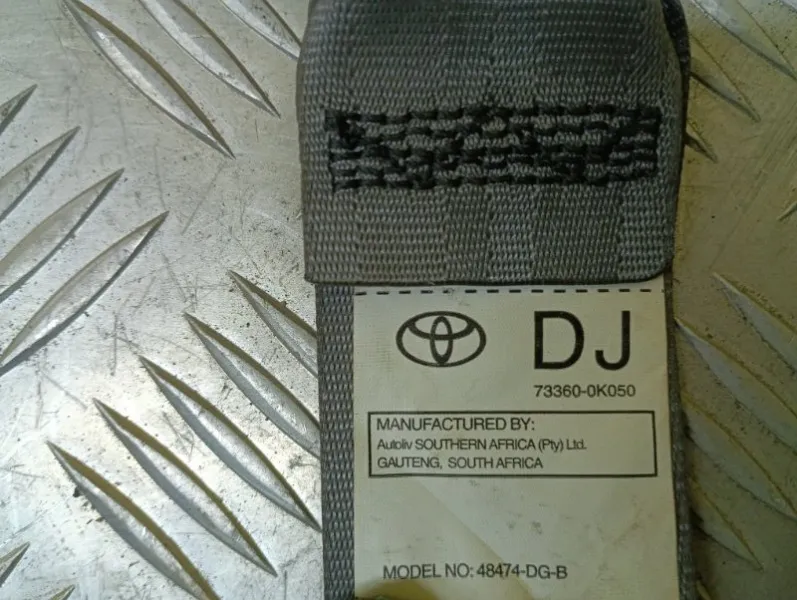 DJ
73360-0K050
MANUFACTURED BY:
Autoliv SOUTHERN AFRICA (Pty) Ltd.
GAUTENG, SOUTH AFRICA
MODEL NO: 48474-DG-B